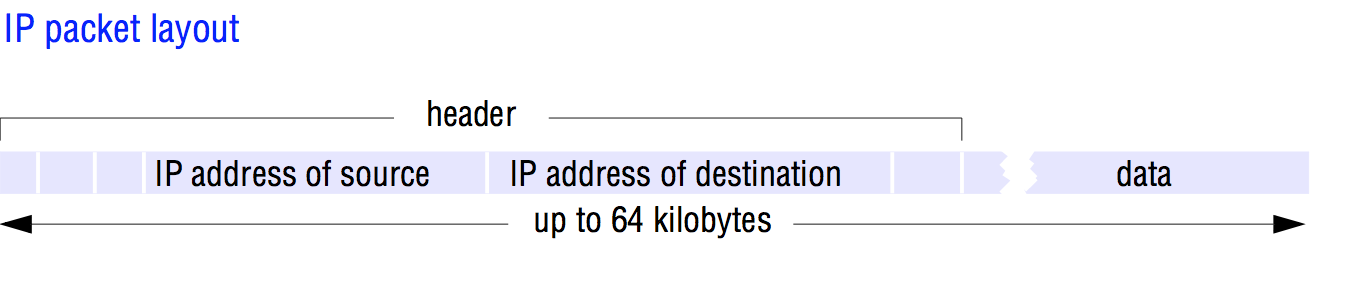 IP packet layout
header
IP address of source IP address of destination data
up to 64 kilobytes